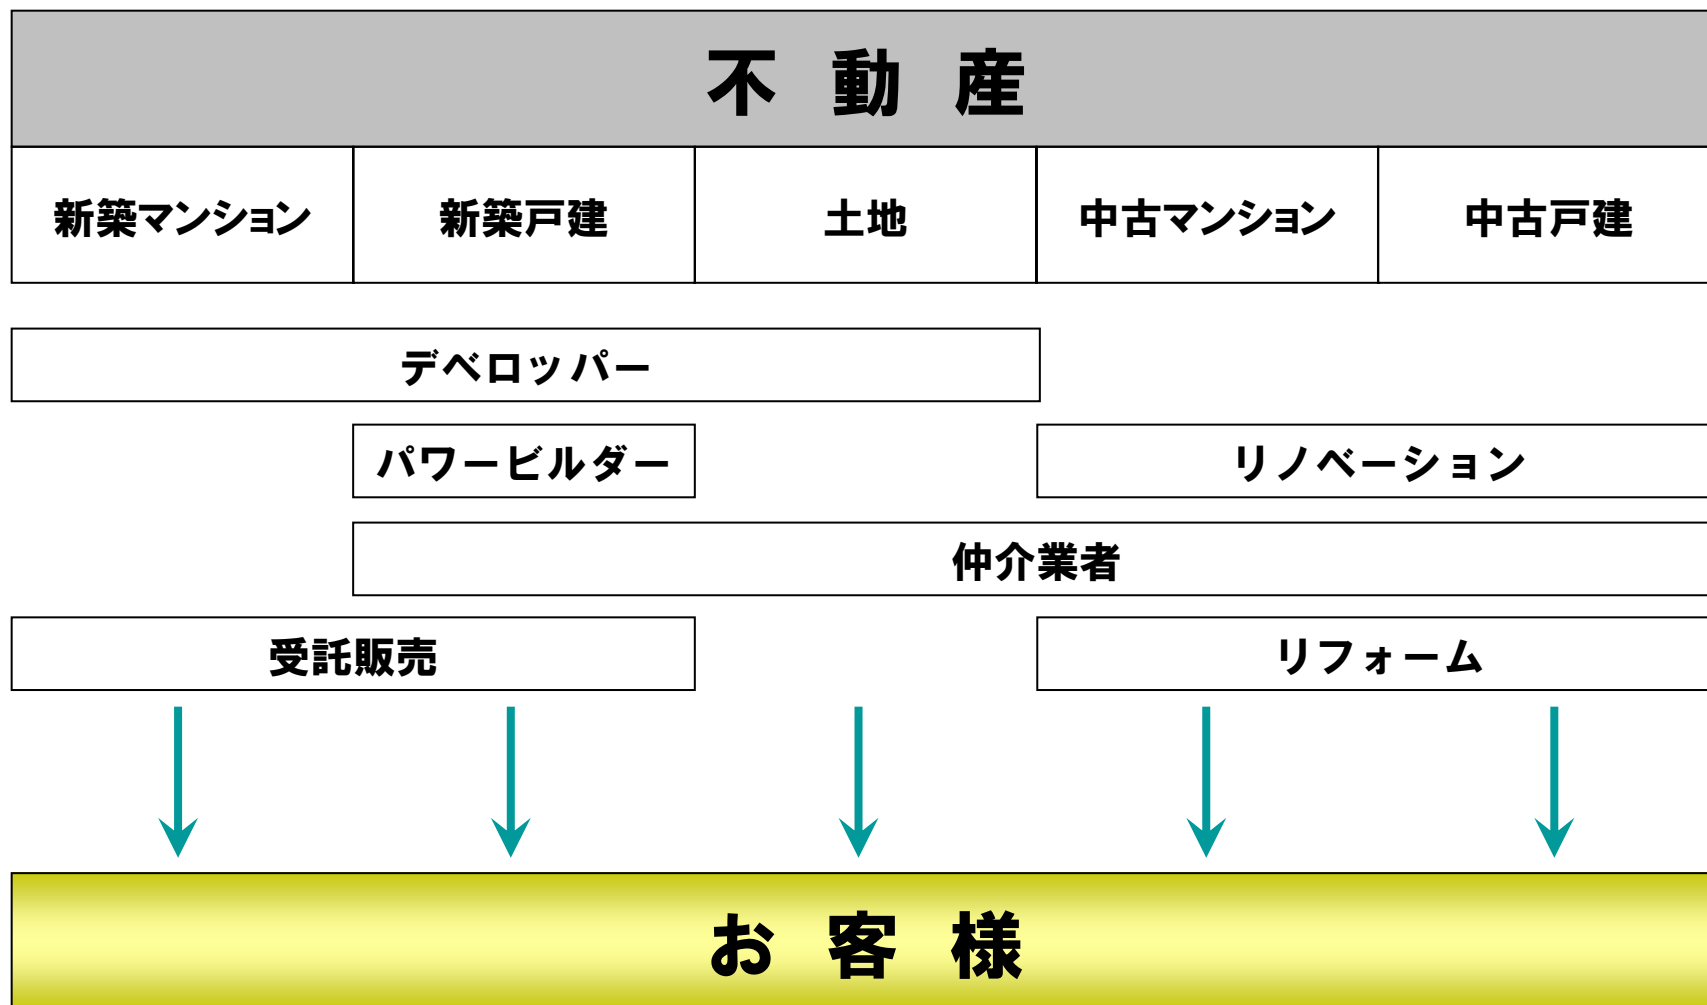 不動産
新築マンション
新築戸建
土地
中古マンション
中古戸建
デベロッパー
パワービルダー
リノベーション
仲介業者
受託販売
リフォーム
お客様